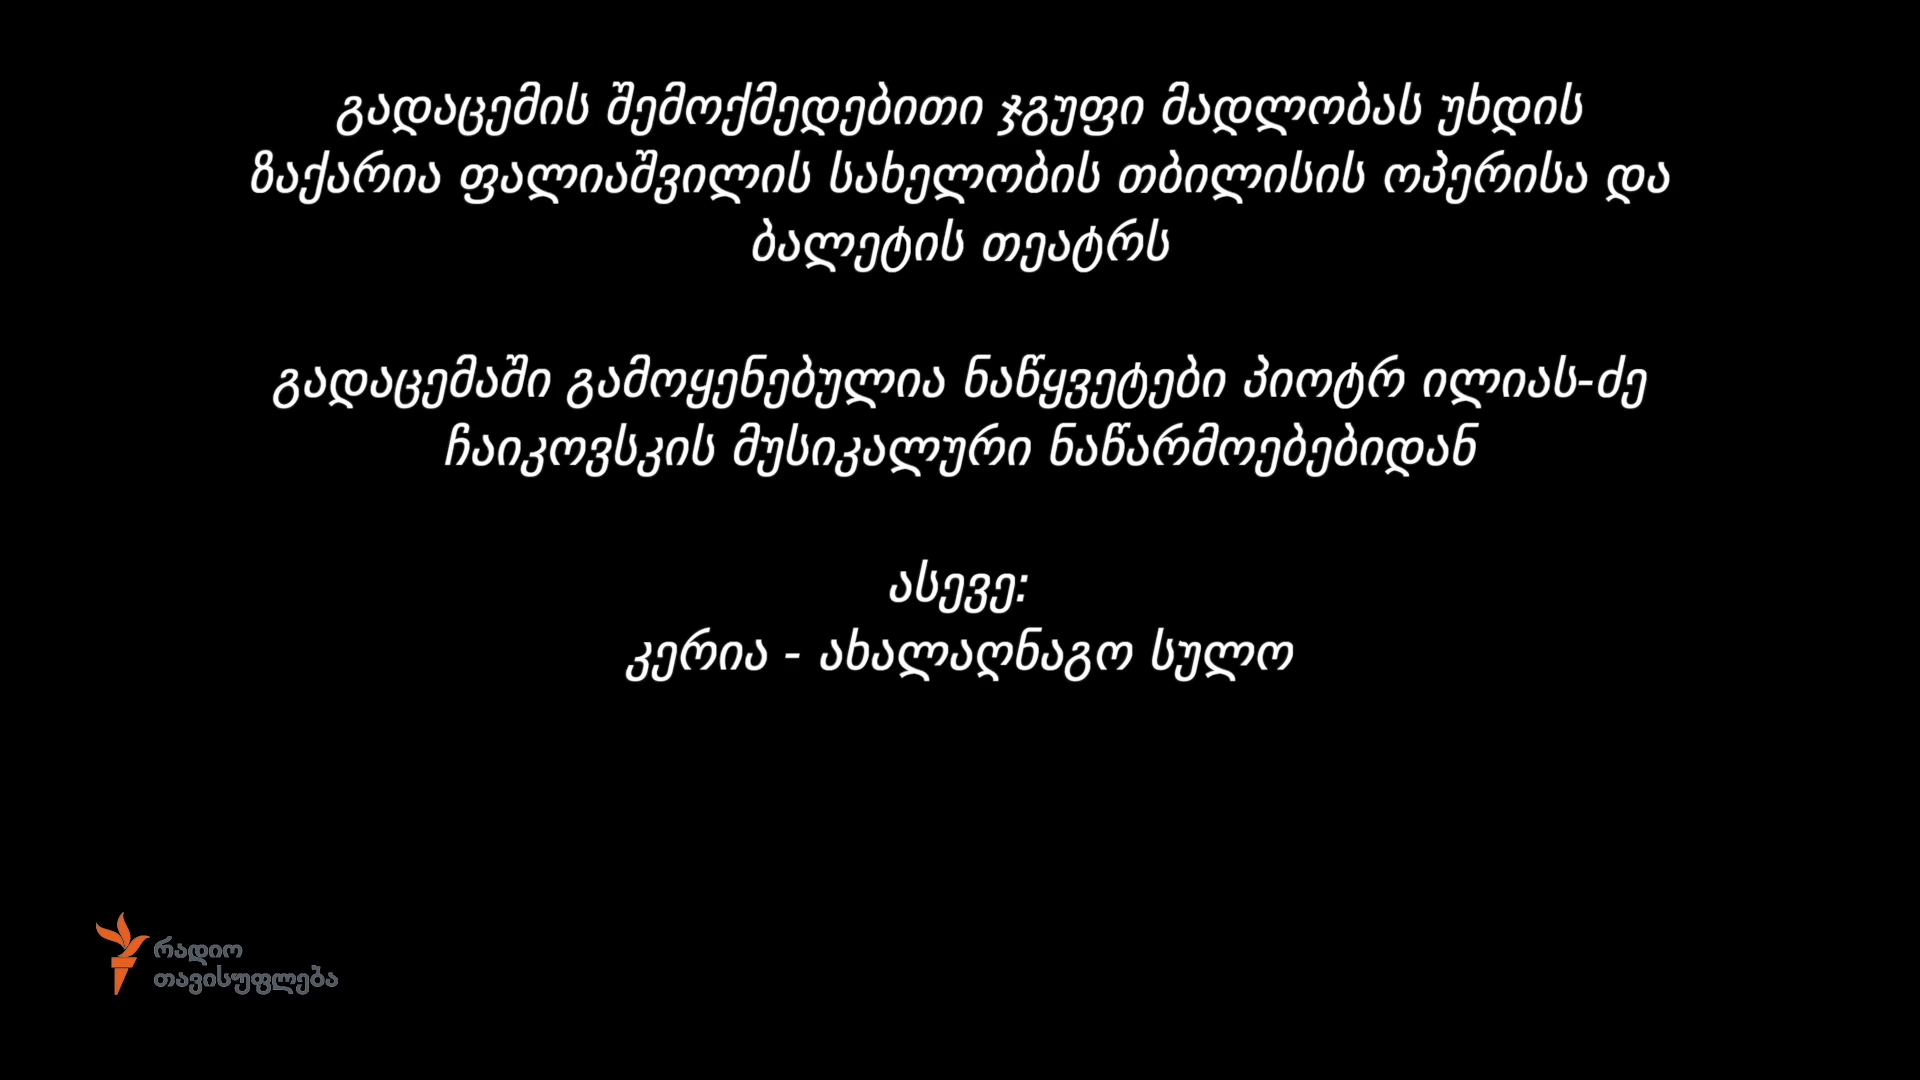 გადაცემის შემოქმედებითი ჯგუფი მადლობას უხდის
ზაქარია ფალიაშვილის სახელობის თბილისის ოპერისა და
ბალეტის თეატრს
გადაცემაში გამოყენებულია ნაწყვეტები პიოტრ ილიას-ძე
ჩაიკოვსკის მუსიკალური ნაწარმოებებიდან
ასევე:
კერია - ახალაღნაგო სულო
რადიო
თავისუფლება